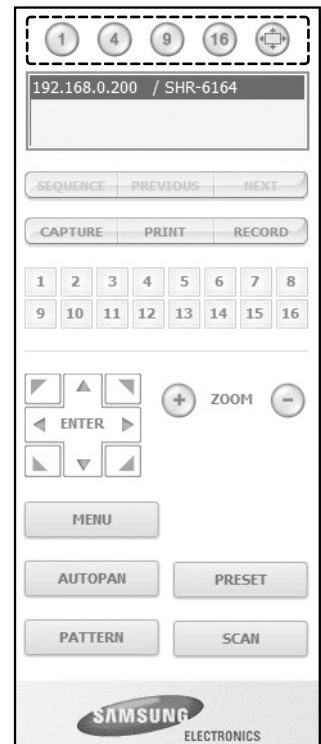 1 4 9 16
192.168.0.200 / SHR-6164
SEQUENCE PREVIOUS NEXT
CAPTURE PRINT RECORD
1 2 3 4 5 6 7 8
9 10 11 12 13 14 15 16
ENTER + ZOOM -
MENU
AUTOPAN PRESET
PATTERN SCAN
SAMSUNG
ELECTRONICS